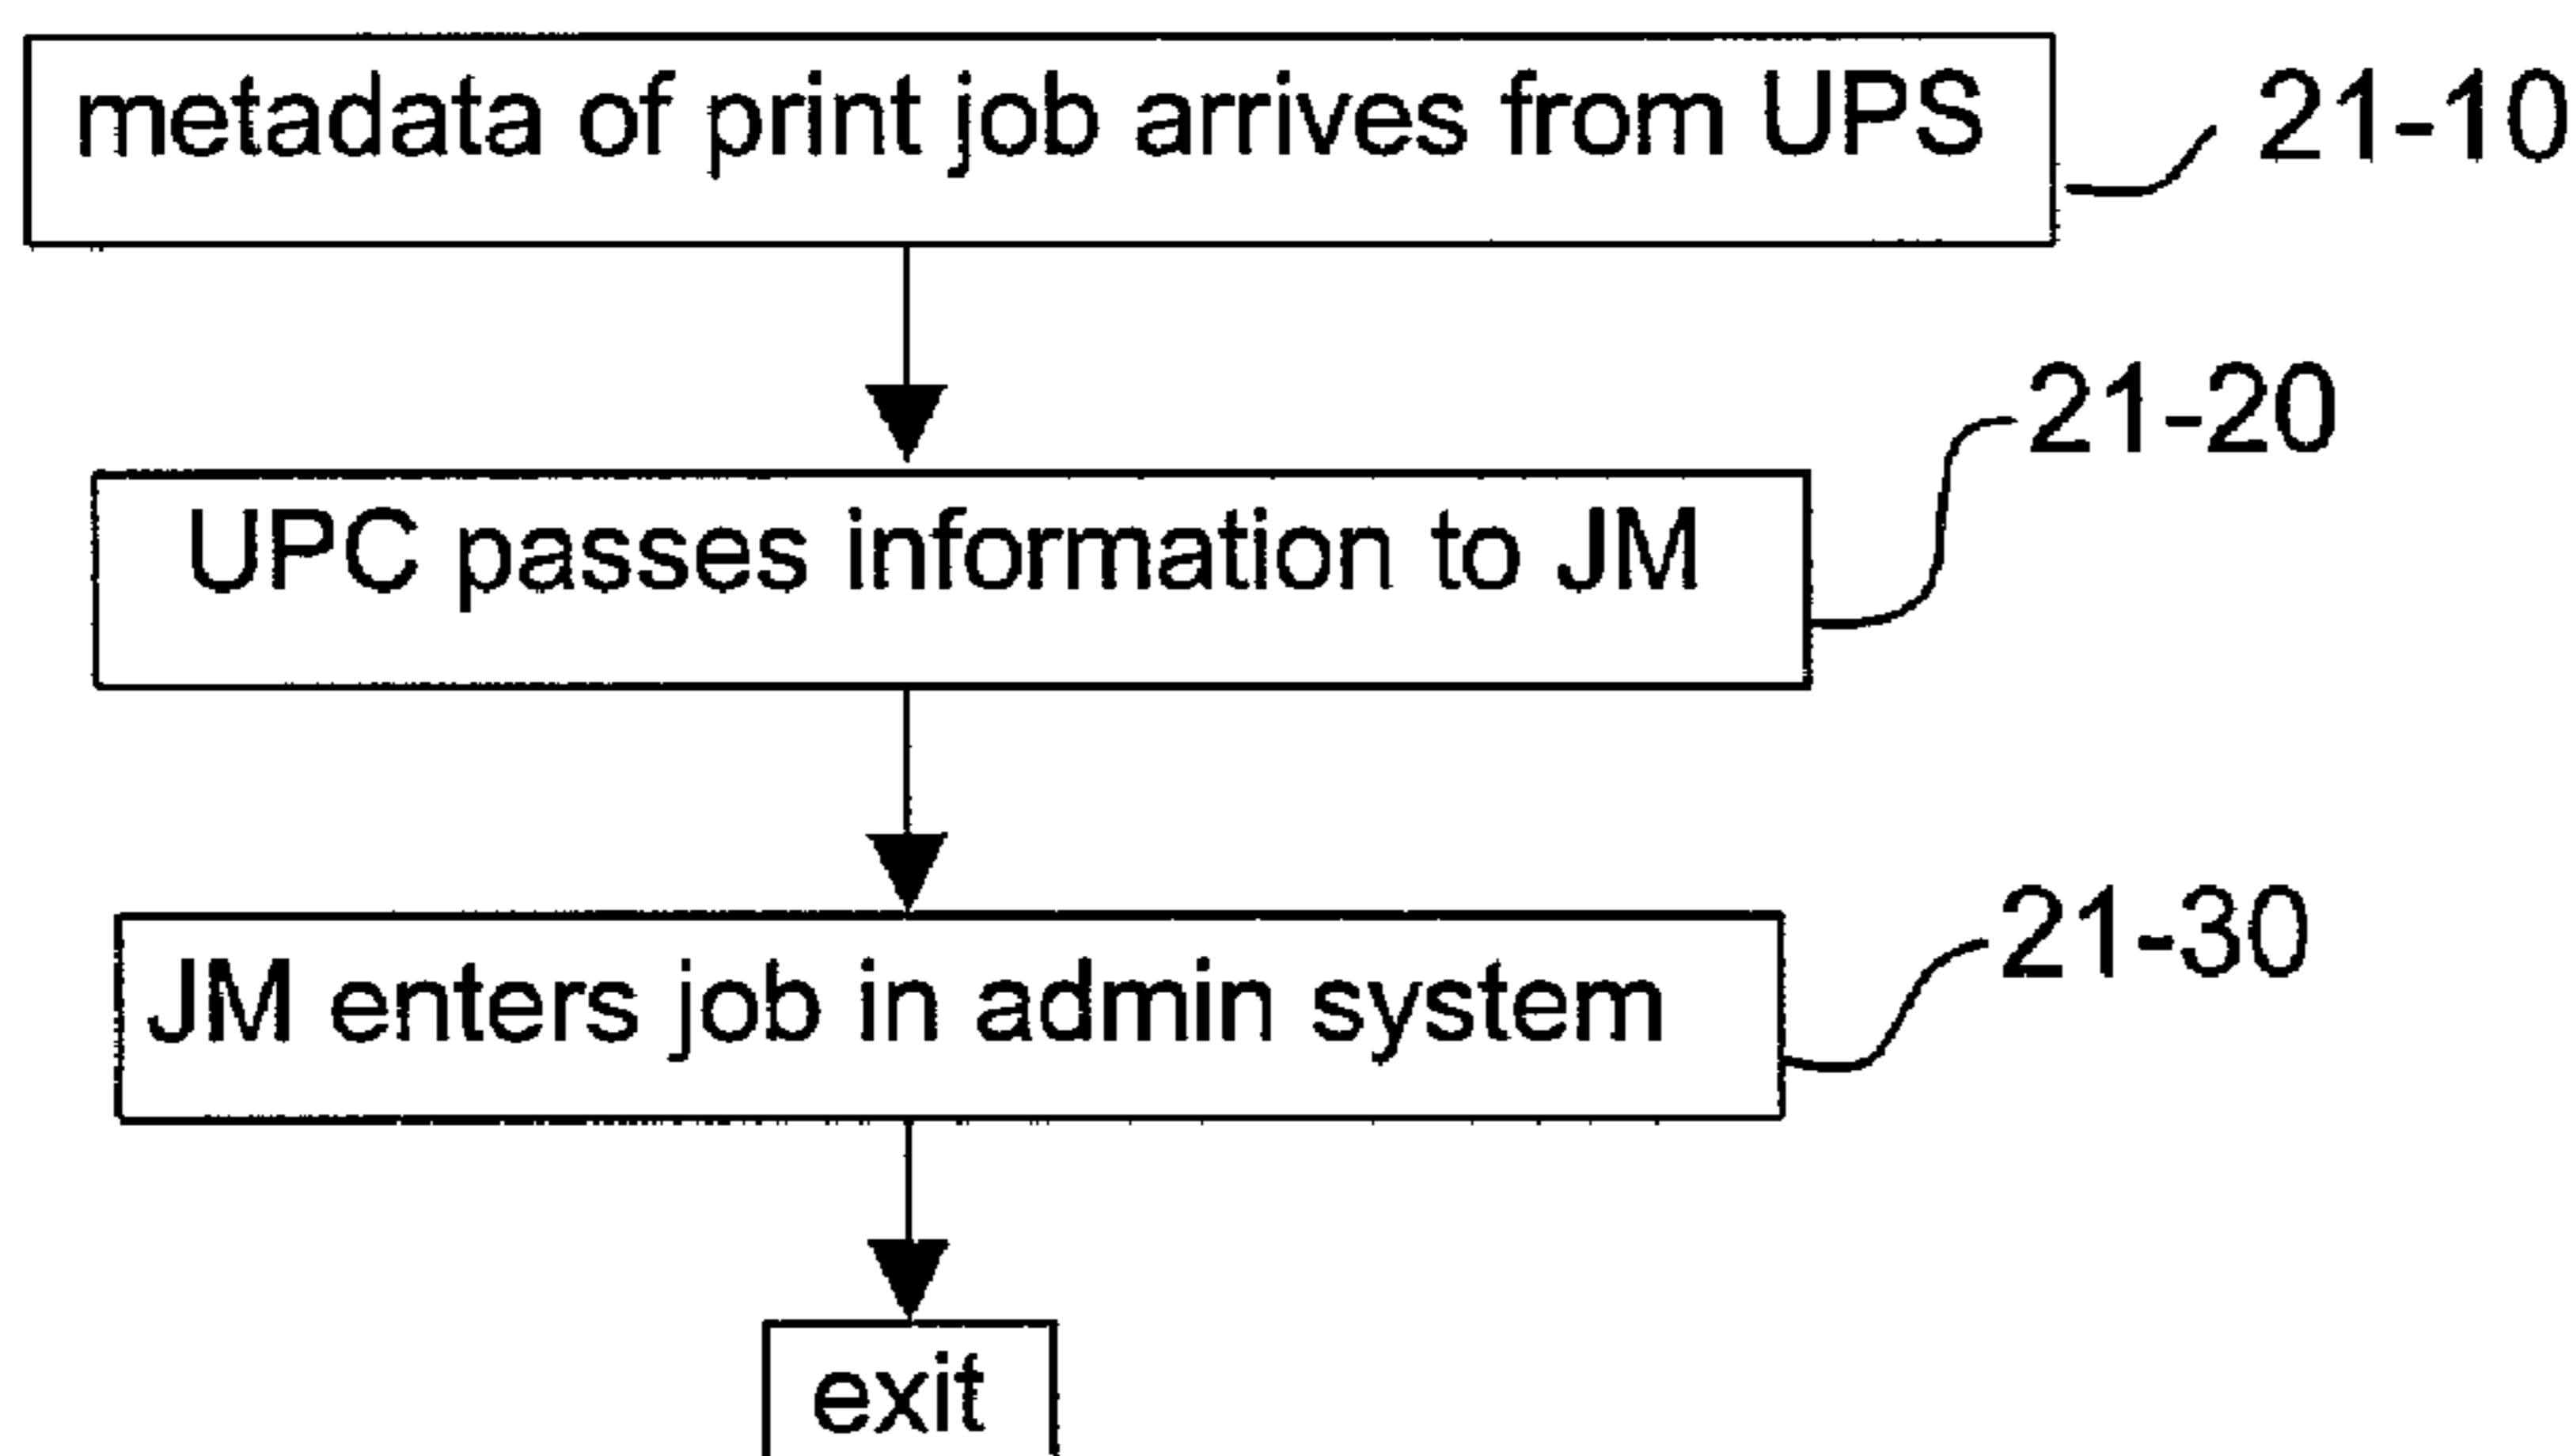 metadata of print job arrives from UPS
21-10
21-20
UPC passes information to JM
21-30
JM enters job in admin system
exit